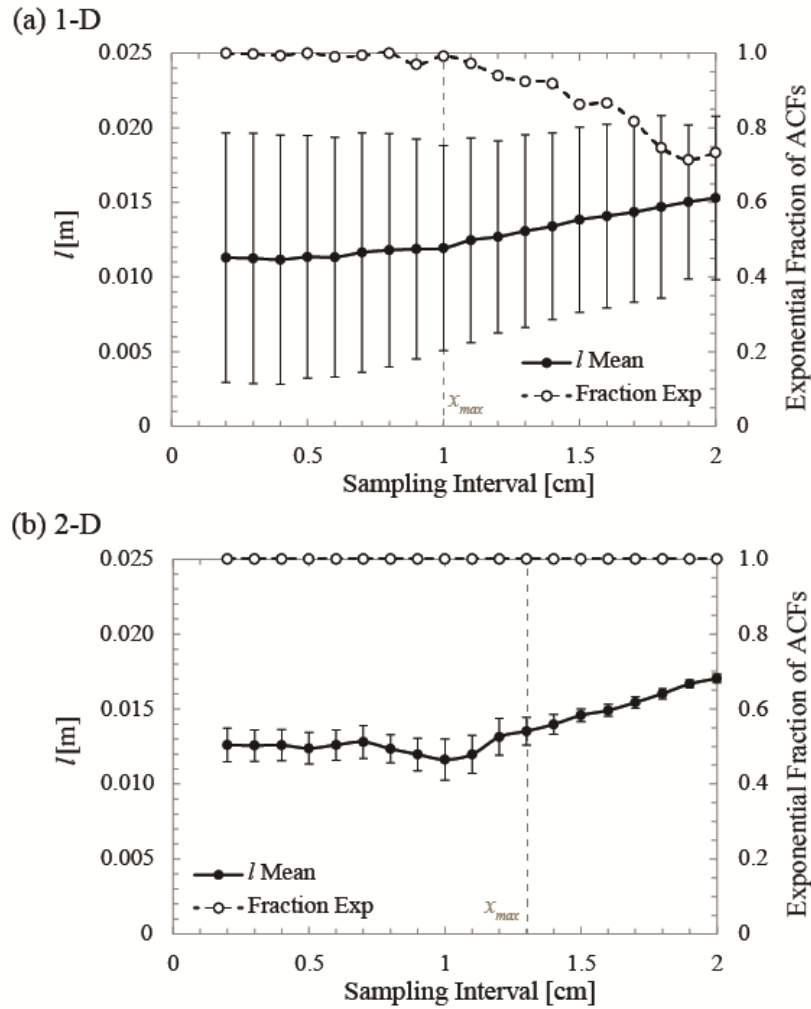 (a) 1-D
0.025
0.020
0.015
0.010
0.005
0
l [m]
1.0
0.8
0.6
0.4
0.2
0
Exponential Fraction of ACFs
l Mean
Fraction Exp
x_max
0
0.5
1
1.5
2
Sampling Interval [cm]
(b) 2-D
0.025
0.020
0.015
0.010
0.005
0
l [m]
1.0
0.8
0.6
0.4
0.2
0
Exponential Fraction of ACFs
l Mean
Fraction Exp
x_max
0
0.5
1
1.5
2
Sampling Interval [cm]